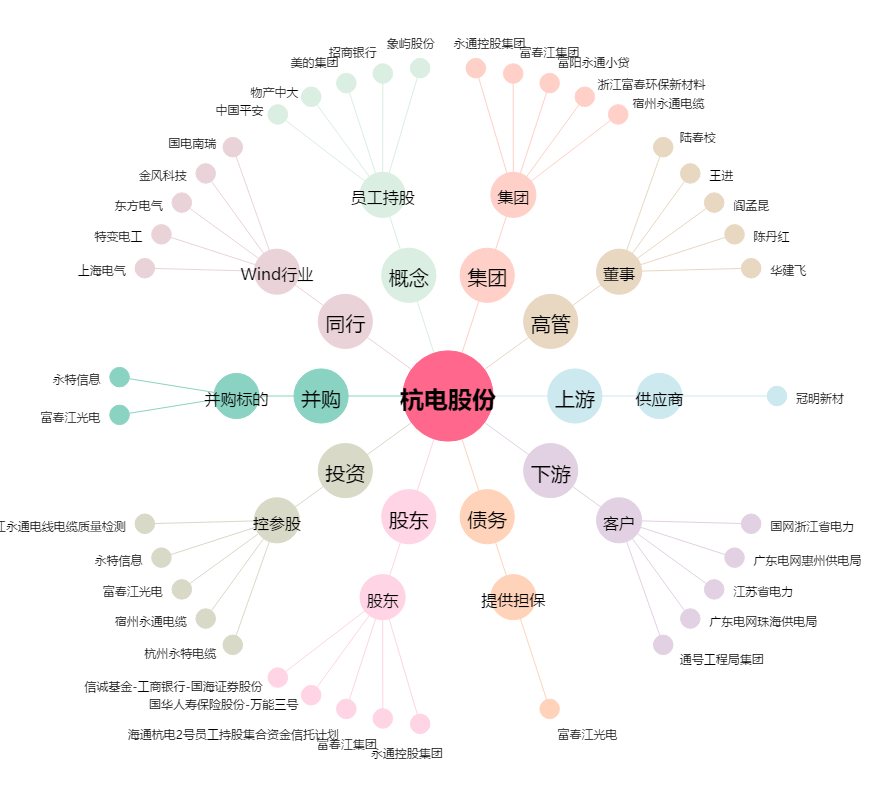 象屿股份
永通控股集团
招商银行
富春江集团
美的集团
富阳永通小贷
物产中大
浙江富春环保新材料
中国平安
宿州永通电缆
国电南瑞
陆春校
金风科技
王进
员工持股
集团
东方电气
阎孟昆
特变电工
陈丹红
上海电气
Wind行业
概念
集团
董事
华建飞
同行
高管
永特信息
并购标的
并购
杭电股份
上游
供应商
冠明新材
富春江光电
投资
下游
江永通电线电缆质量检测
控参股
股东
债务
客户
国网浙江省电力
永特信息
广东电网惠州供电局
富春江光电
江苏省电力
股东
提供担保
宿州永通电缆
广东电网珠海供电局
杭州永特电缆
通号工程局集团
信诚基金-工商银行-国海证券股份
国华人寿保险股份-万能三号
海通杭电2号员工持股集合资金信托计划
富春江光电
富春江集团
永通控股集团